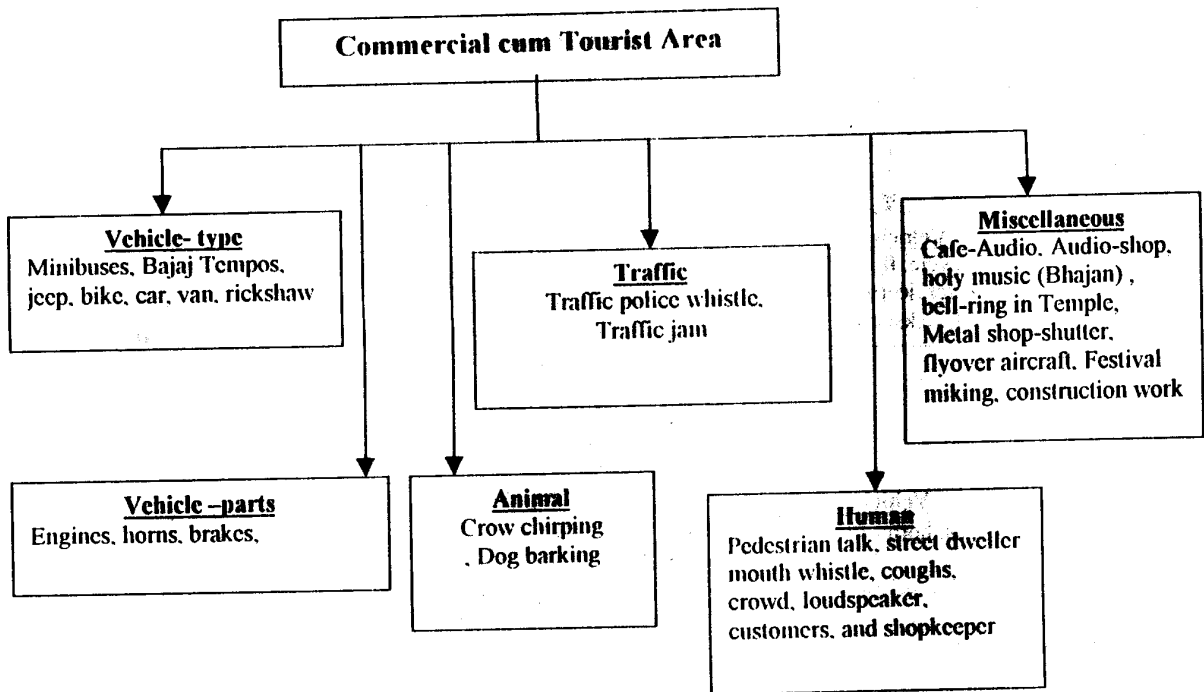 Commercial cum Tourist Area
Vehicle- type
Minibuses, Bajaj Tempos,
jeep, bike, car, van, rickshaw
Traffic
Traffic police whistle,
Traffic jam
Miscellaneous
Cafe-Audio, Audio-shop,
holy music (Bhajan) ,
bell-ring in Temple,
Metal shop-shutter,
flyover aircraft, Festival
miking, construction work
Vehicle –parts
Engines, horns, brakes,
Animal
Crow chirping
, Dog barking
Human
Pedestrian talk, street dweller
mouth whistle, coughs,
crowd, loudspeaker,
customers, and shopkeeper